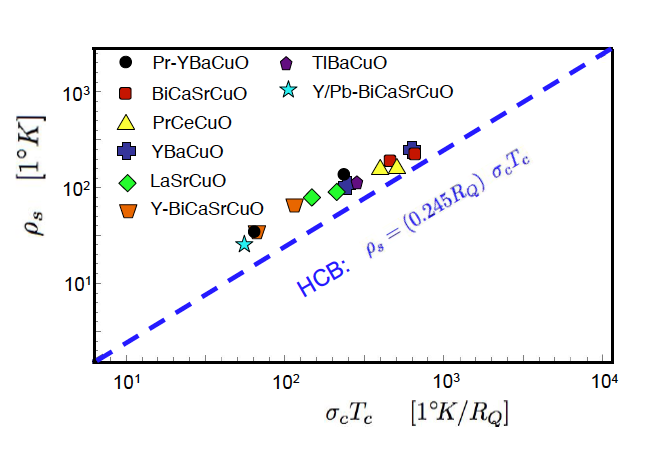 Pr-YBaCuO
TlBaCuO
BiCaSrCuO
Y/Pb-BiCaSrCuO
PrCeCuO
YBaCuO
LaSrCuO
Y-BiCaSrCuO
ρs [1°K]
10³
10²
10¹
HCB: ρs = (0.245RQ) σcTc
10¹ 10² 10³ 10⁴
σcTc [1°K/RQ]